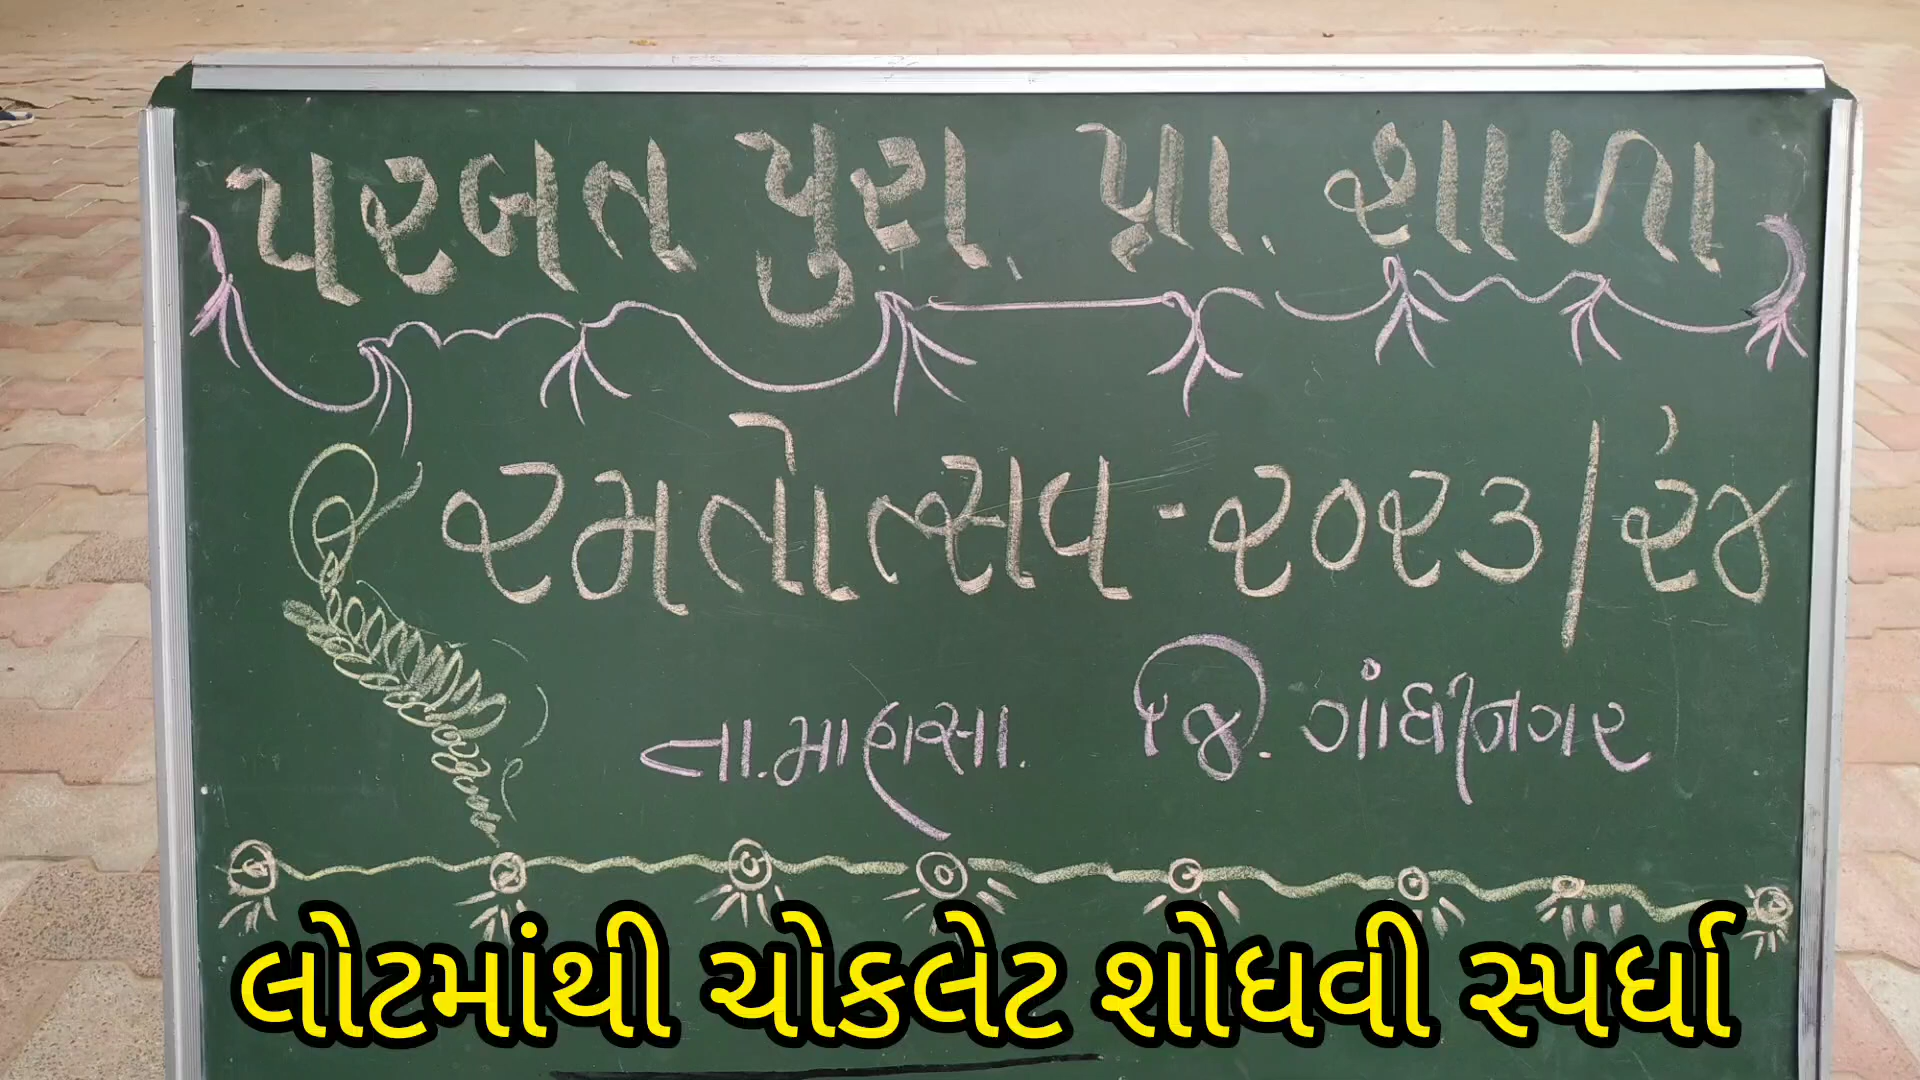 પરબત પુરા. પ્રા. શાળા
રમતોત્સવ - ૨૦૨૩/૨૪
તા. માણસા. જિ. ગાંધીનગર
લોટમાંથી ચોકલેટ શોધવી સ્પર્ધા